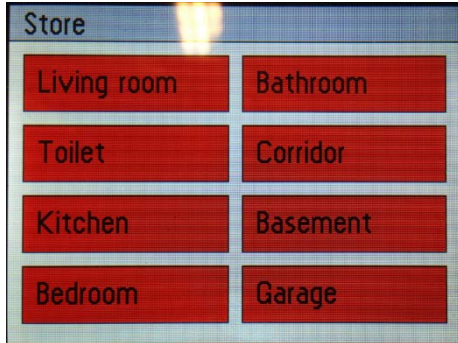 Store
Living room
Bathroom
Toilet
Corridor
Kitchen
Basement
Bedroom
Garage